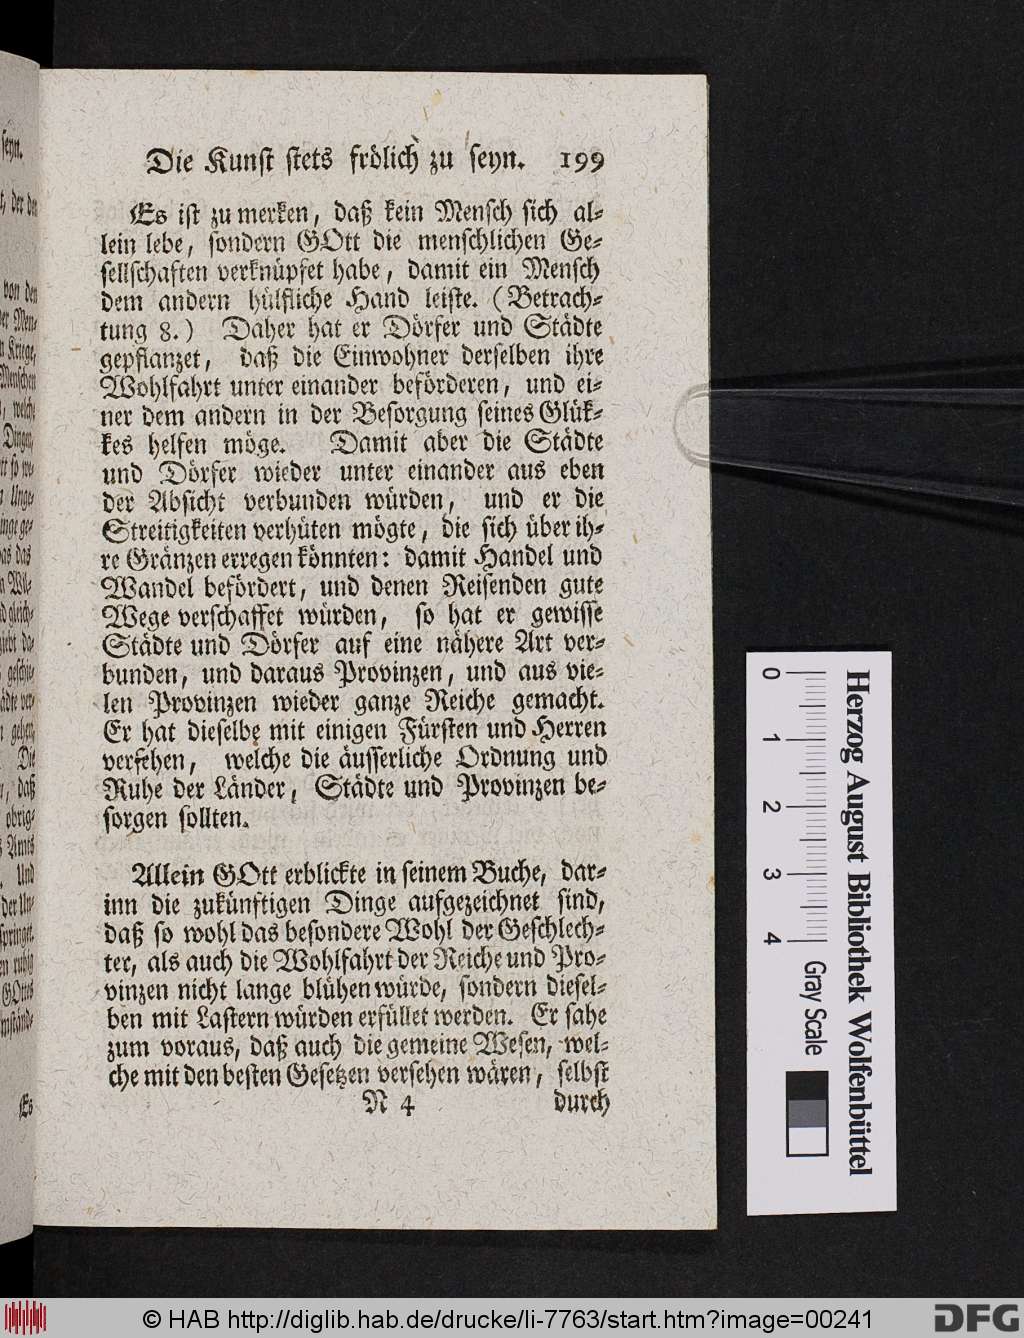 Die Kunst stets frölich zu seyn. 199
Es ist zu merken, daß kein Mensch sich al-
lein lebe, sondern GOtt die menschlichen Ge-
sellschaften verknüpfet habe, damit ein Mensch
dem andern hülfliche Hand leiste. (Betrach-
tung 8.) Daher hat er Dörfer und Städte
gepflanzet, daß die Einwohner derselben ihre
Wohlfahrt unter einander beförderen, und ei-
ner dem andern in der Besorgung seines Glük-
kes helfen möge. Damit aber die Städte
und Dörfer wieder unter einander aus eben
der Absicht verbunden würden, und er die
Streitigkeiten verhüten mögte, die sich über ih-
re Gränzen erregen könnten: damit Handel und
Wandel befördert, und denen Reisenden gute
Wege verschaffet würden, so hat er gewisse
Städte und Dörfer auf eine nähere Art ver-
bunden, und daraus Provinzen, und aus vie-
len Provinzen wieder ganze Reiche gemacht.
Er hat dieselbe mit einigen Fürsten und Herren
versehen, welche die äusserliche Ordnung und
Ruhe der Länder, Städte und Provinzen be-
sorgen sollten.
Allein GOtt erblickte in seinem Buche, dar-
inn die zukünftigen Dinge aufgezeichnet sind,
daß so wohl das besondere Wohl der Geschlech-
ter, als auch die Wohlfahrt der Reiche und Pro-
vinzen nicht lange blühen würde, sondern diesel-
ben mit Lastern würden erfüllet werden. Er sahe
zum voraus, daß auch die gemeine Wesen, wel-
che mit den besten Gesetzen versehen wären, selbst
N 4 durch
0 1 2 3 4 Gray Scale
Herzog August Bibliothek Wolfenbüttel
© HAB http://diglib.hab.de/drucke/li-7763/start.htm?image=00241
DFG